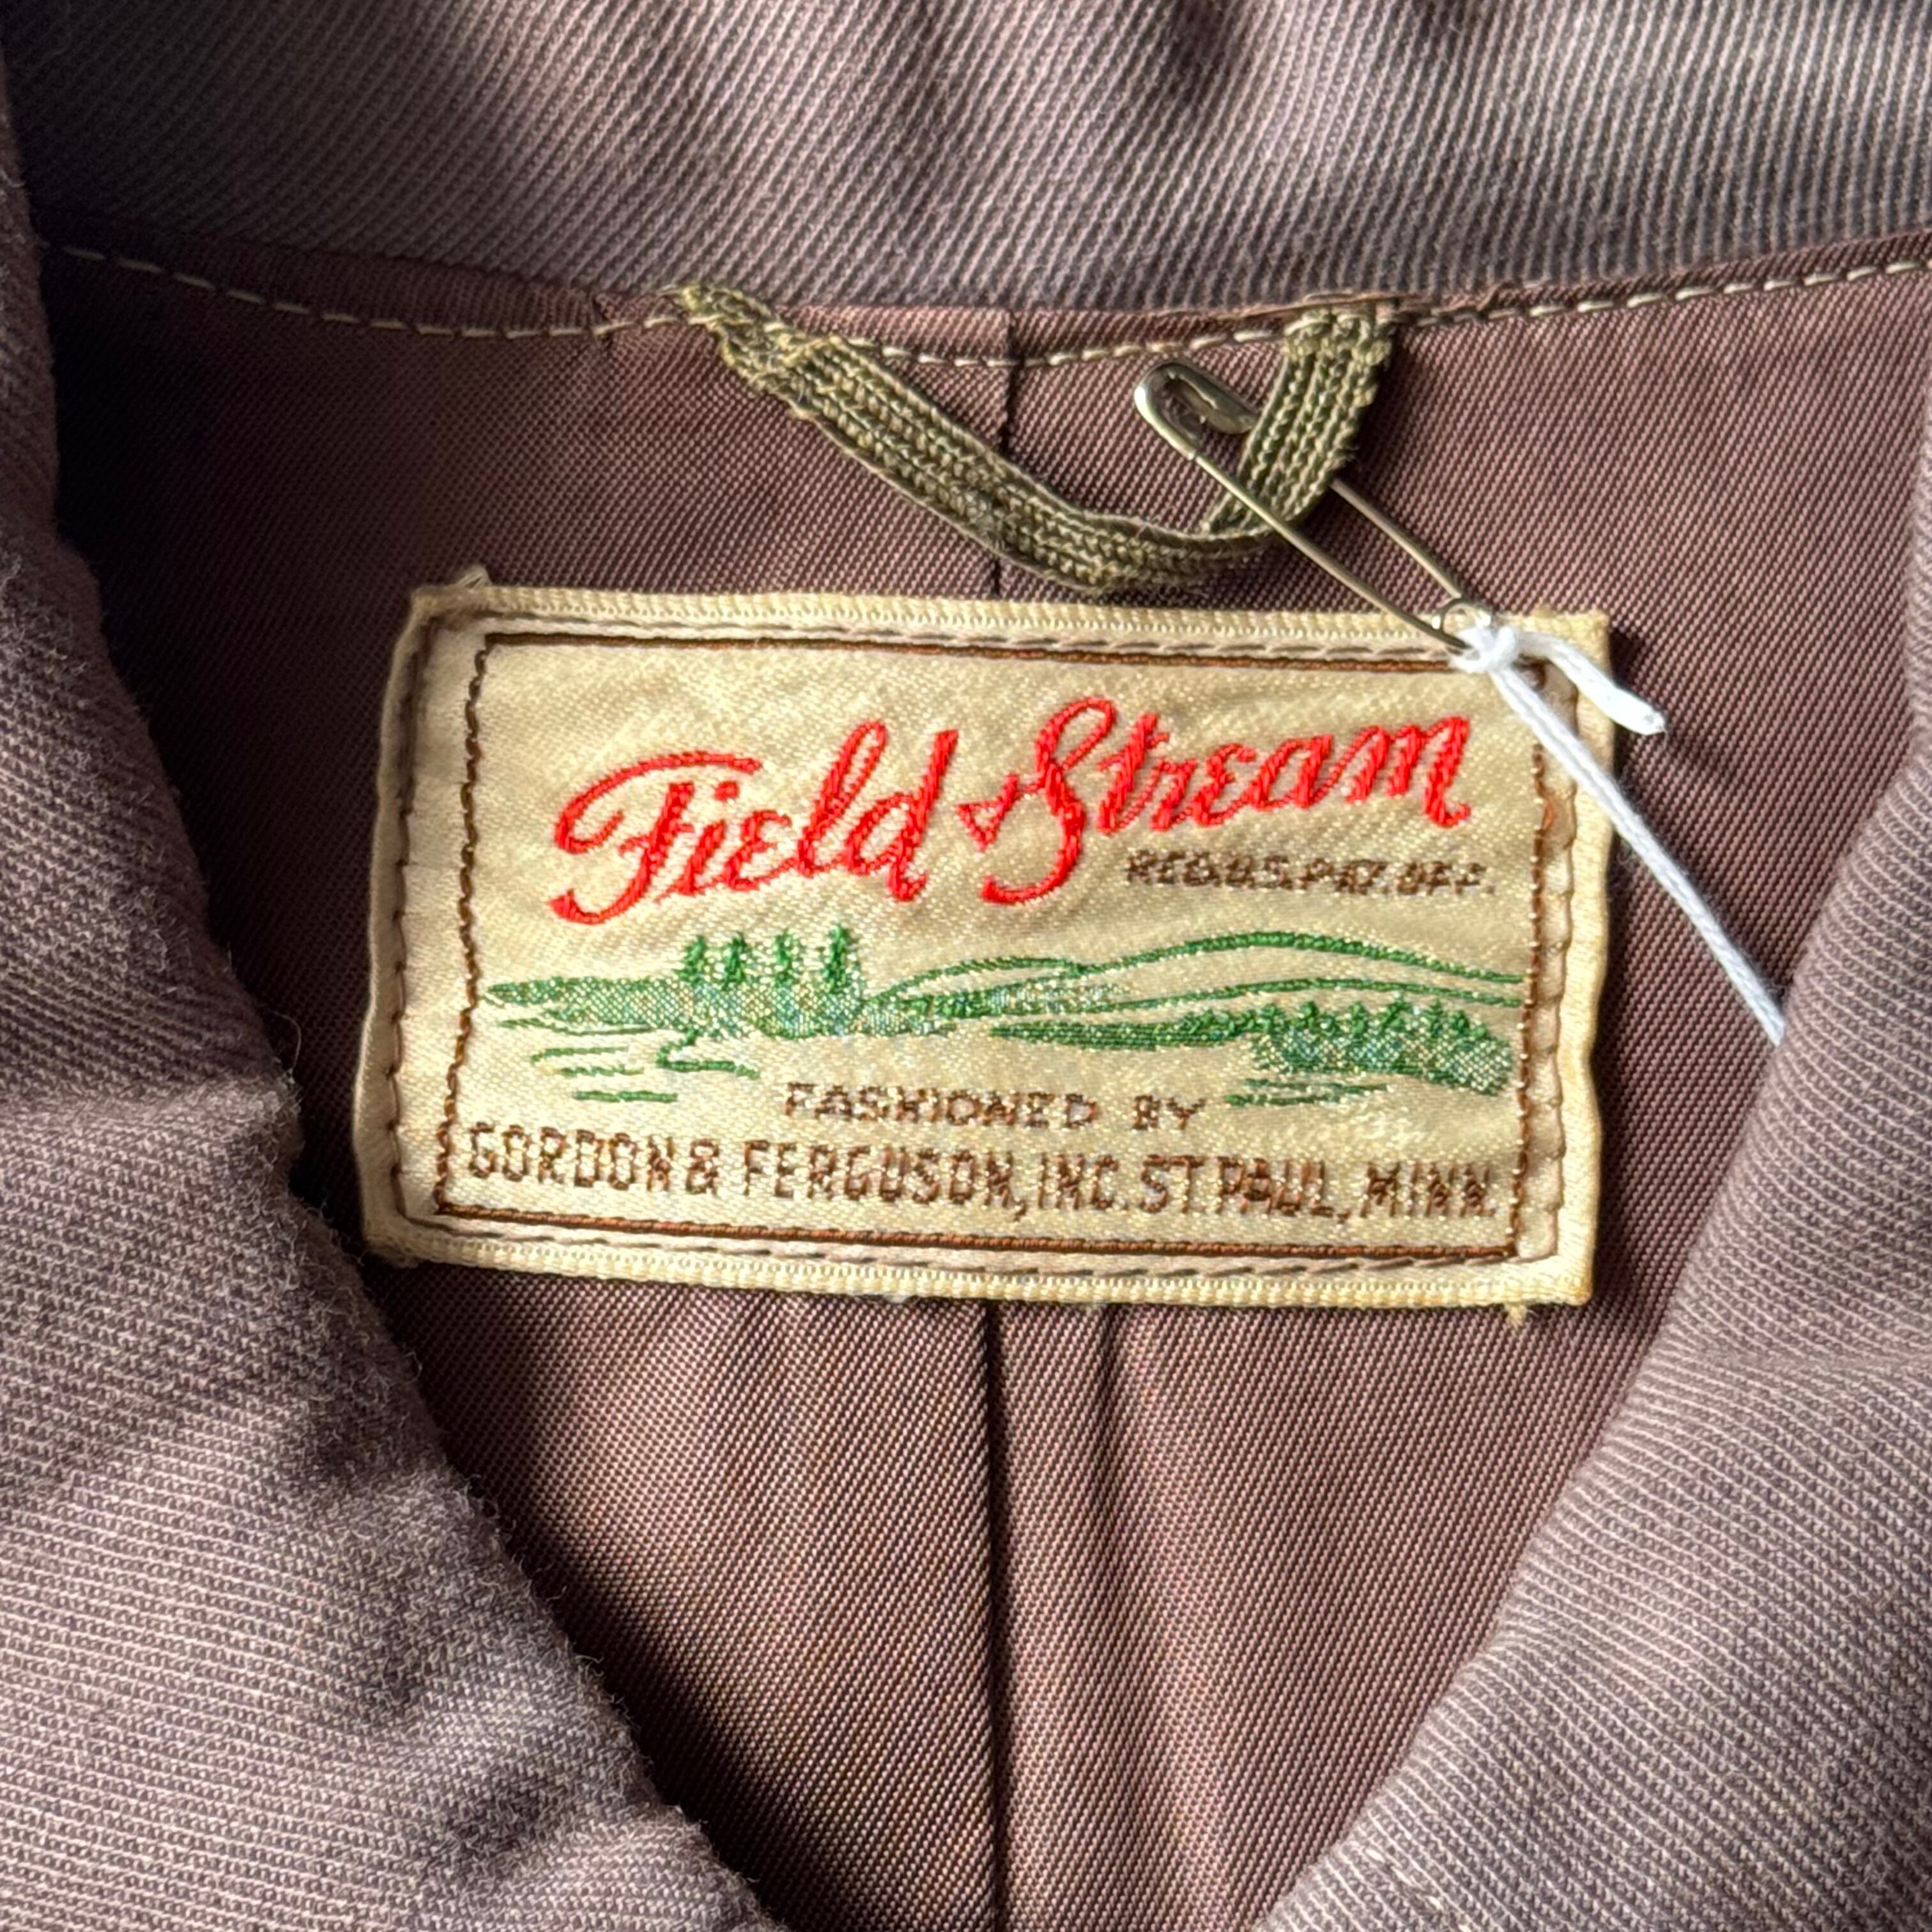 Field & Stream
REG.U.S.PAT.OFF.
FASHIONED BY
GORDON & FERGUSON, INC. ST. PAUL, MINN.